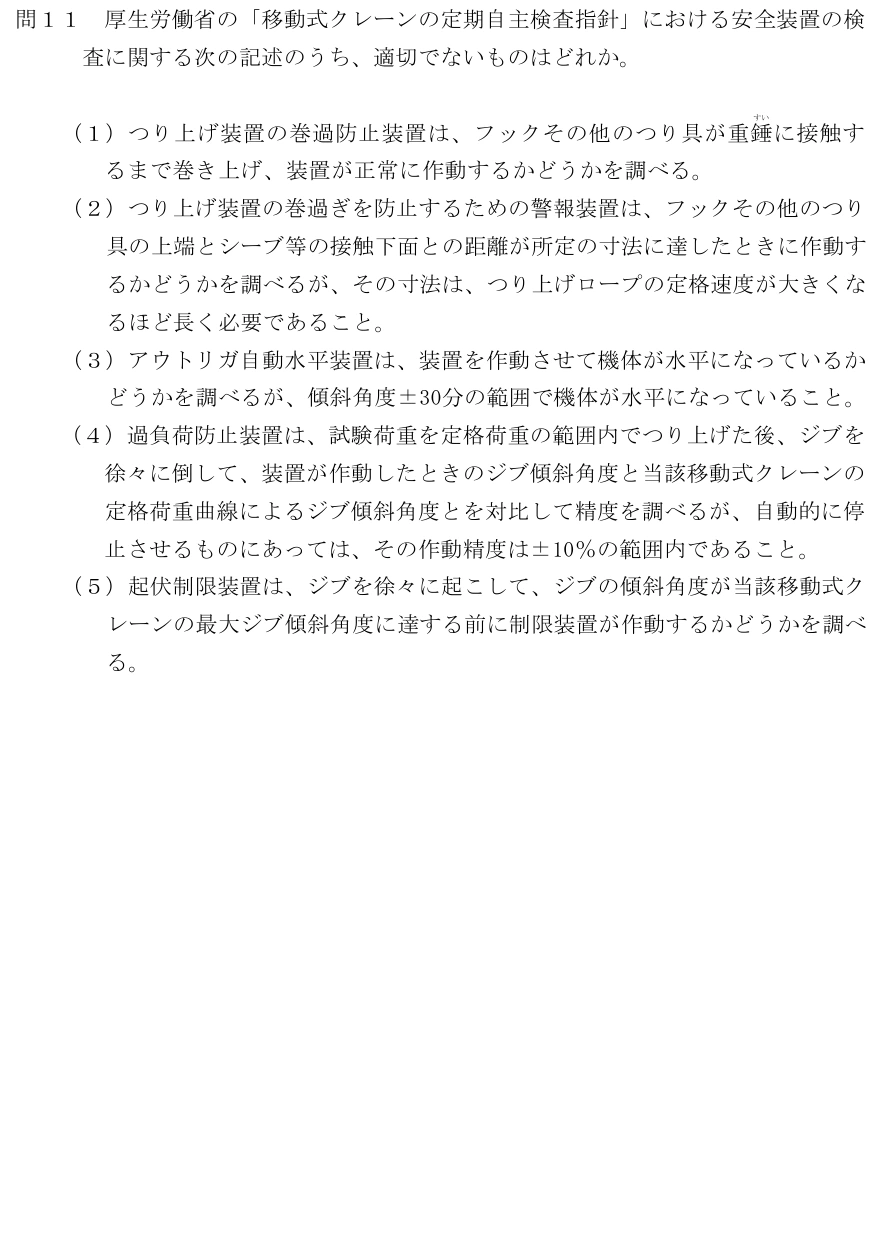 問１１　厚生労働省の「移動式クレーンの定期自主検査指針」における安全装置の検
査に関する次の記述のうち、適切でないものはどれか。
（１）つり上げ装置の巻過防止装置は、フックその他のつり具が重錘に接触す
るまで巻き上げ、装置が正常に作動するかどうかを調べる。
（２）つり上げ装置の巻過ぎを防止するための警報装置は、フックその他のつり
具の上端とシーブ等の接触下面との距離が所定の寸法に達したときに作動す
るかどうかを調べるが、その寸法は、つり上げロープの定格速度が大きくな
るほど長く必要であること。
（３）アウトリガ自動水平装置は、装置を作動させて機体が水平になっているか
どうかを調べるが、傾斜角度±30分の範囲で機体が水平になっていること。
（４）過負荷防止装置は、試験荷重を定格荷重の範囲内でつり上げた後、ジブを
徐々に倒して、装置が作動したときのジブ傾斜角度と当該移動式クレーンの
定格荷重曲線によるジブ傾斜角度とを対比して精度を調べるが、自動的に停
止させるものにあっては、その作動精度は±10％の範囲内であること。
（５）起伏制限装置は、ジブを徐々に起こして、ジブの傾斜角度が当該移動式ク
レーンの最大ジブ傾斜角度に達する前に制限装置が作動するかどうかを調べ
る。